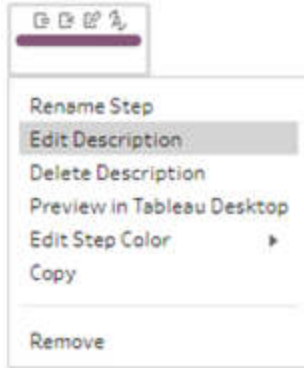 Rename Step
Edit Description
Delete Description
Preview in Tableau Desktop
Edit Step Color
Copy
Remove